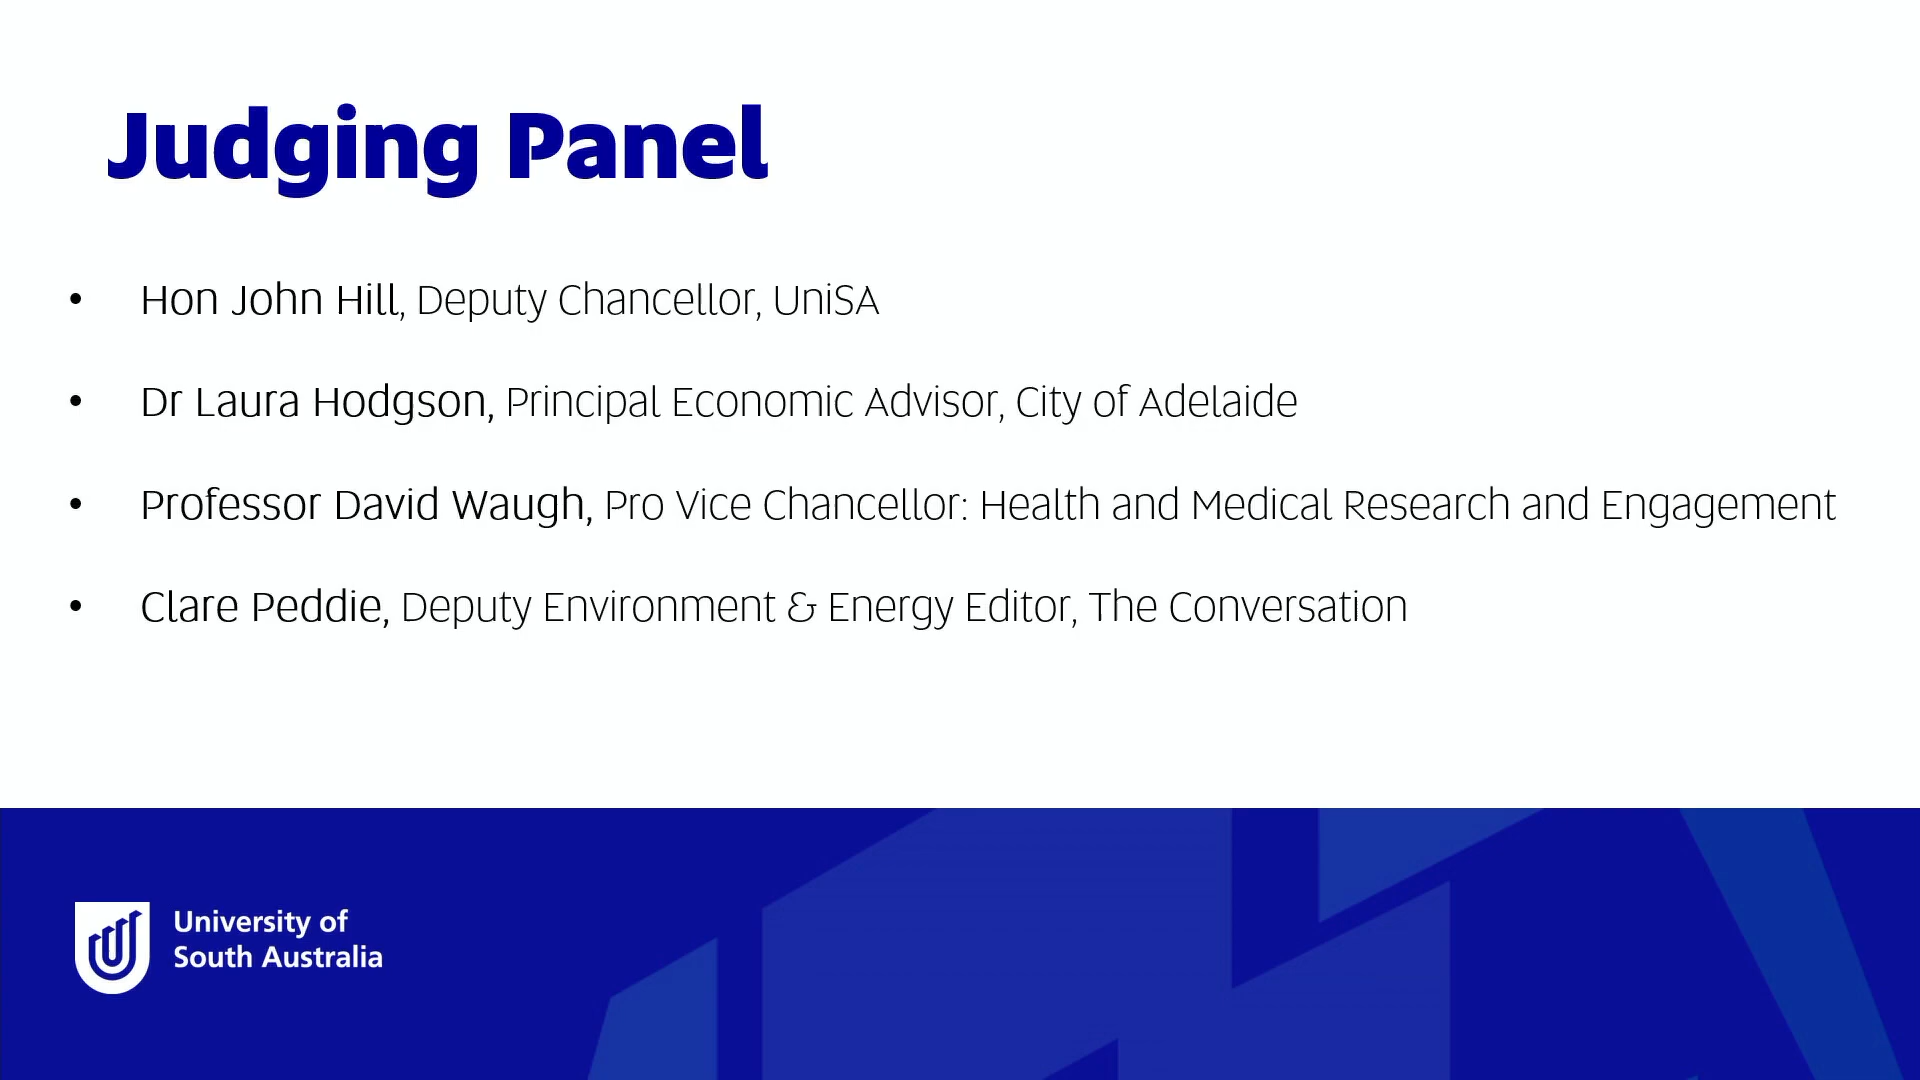 Judging Panel
• Hon John Hill, Deputy Chancellor, UniSA
• Dr Laura Hodgson, Principal Economic Advisor, City of Adelaide
• Professor David Waugh, Pro Vice Chancellor: Health and Medical Research and Engagement
• Clare Peddie, Deputy Environment & Energy Editor, The Conversation
University of
South Australia